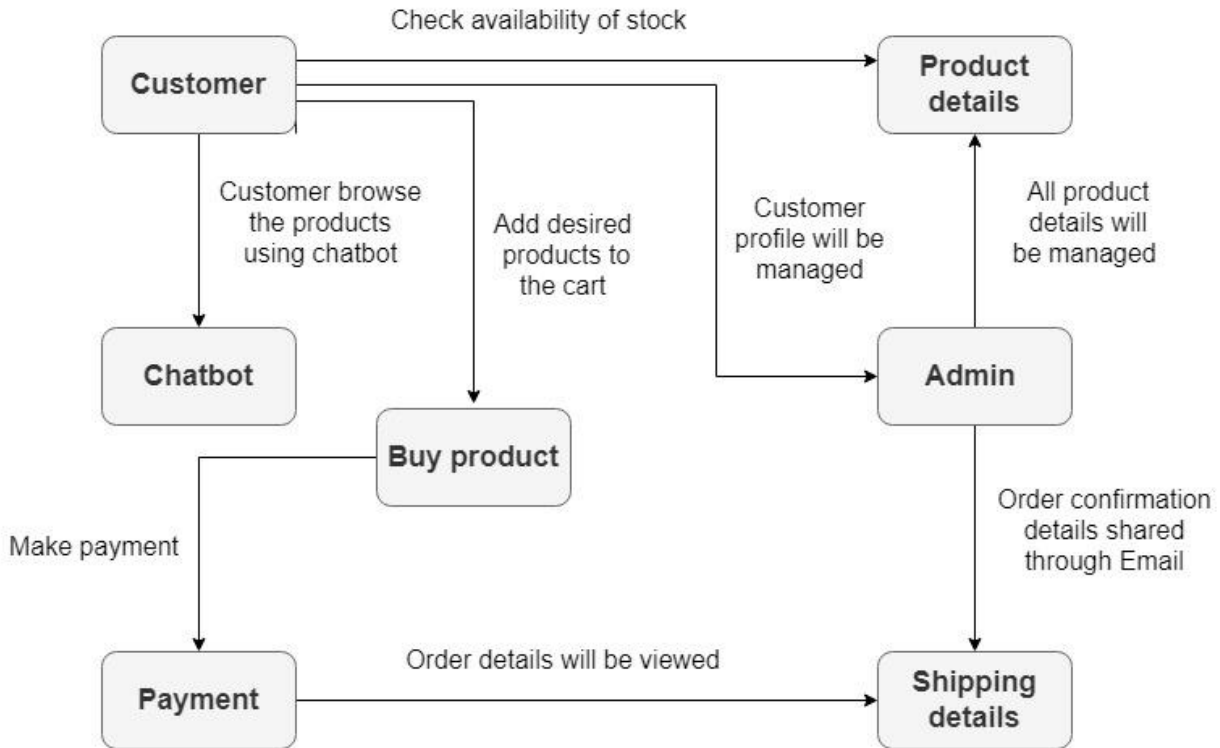 Check availability of stock
Customer
Product
details
Customer browse
the products
using chatbot
Add desired
products to
the cart
Customer
profile will be
managed
All product
details will
be managed
Chatbot
Admin
Buy product
Make payment
Order confirmation
details shared
through Email
Payment
Order details will be viewed
Shipping
details